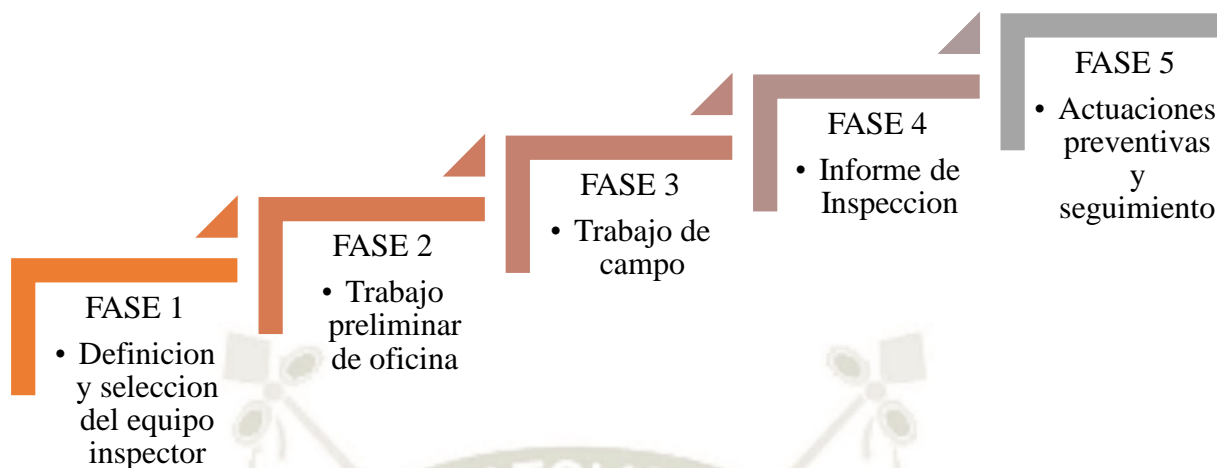 FASE 1
• Definicion
y seleccion
del equipo
inspector
FASE 2
• Trabajo
preliminar
de oficina
FASE 3
• Trabajo de
campo
FASE 4
• Informe de
Inspeccion
FASE 5
• Actuaciones
preventivas
y
seguimiento